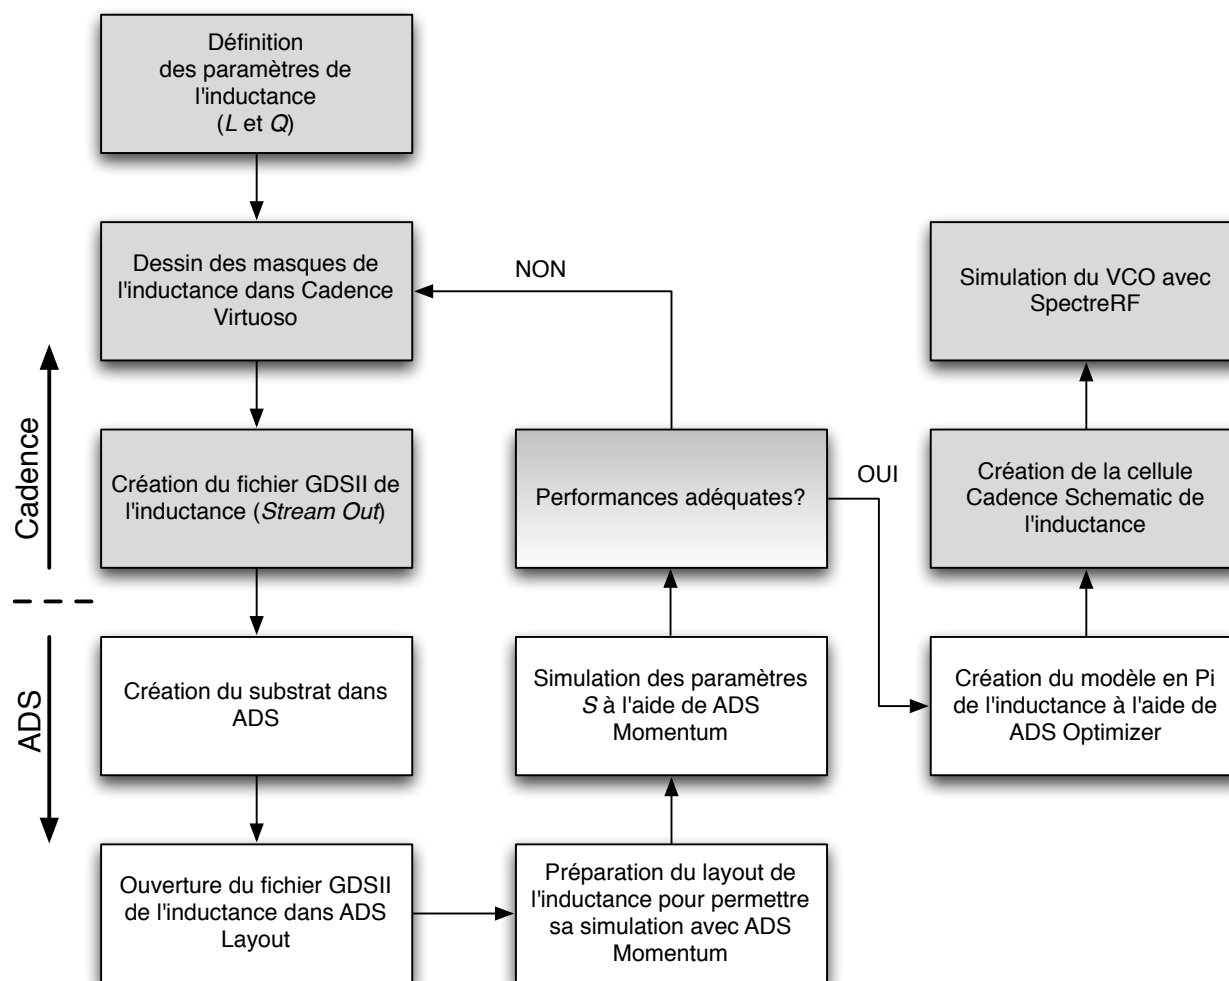 Définition
des paramètres de
l'inductance
(L et Q)
Dessin des masques de
l'inductance dans Cadence
Virtuoso
NON
Simulation du VCO avec
SpectreRF
Cadence
Création du fichier GDSII de
l'inductance (Stream Out)
Performances adéquates?
OUI
Création de la cellule
Cadence Schematic de
l'inductance
ADS
Création du substrat dans
ADS
Simulation des paramètres
S à l'aide de ADS
Momentum
Création du modèle en Pi
de l'inductance à l'aide de
ADS Optimizer
Ouverture du fichier GDSII
de l'inductance dans ADS
Layout
Préparation du layout de
l'inductance pour permettre
sa simulation avec ADS
Momentum